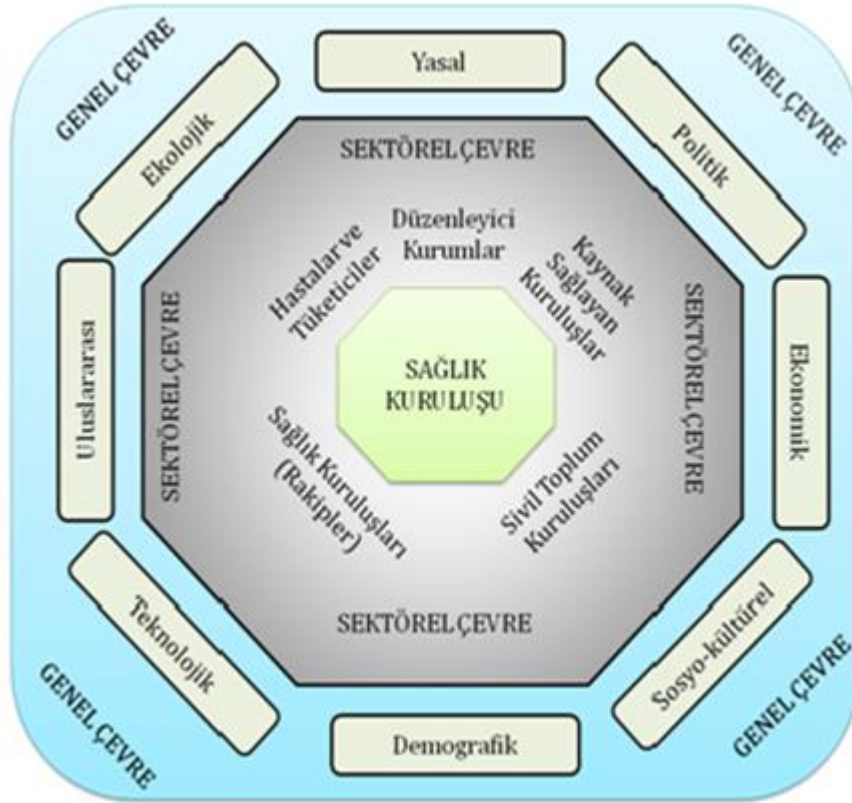 GENEL ÇEVRE
Yasal
GENEL ÇEVRE
Ekolojik
Politik
SEKTÖREL ÇEVRE
Düzenleyici
Kurumlar
Hastalar ve
Tüketiciler
Kaynak
Sağlayan
Kuruluşlar
Uluslararası
SEKTÖREL ÇEVRE
SAĞLIK
KURULUŞU
SEKTÖREL ÇEVRE
Ekonomik
Sağlık Kuruluşları
(Rakipler)
Sivil Toplum
Kuruluşları
Teknolojik
SEKTÖREL ÇEVRE
Sosyo-kültürel
GENEL ÇEVRE
Demografik
GENEL ÇEVRE